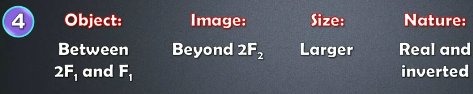 4 Object: Image: Size: Nature:
Between Beyond 2F₂ Larger Real and
2F₁ and F₁ inverted